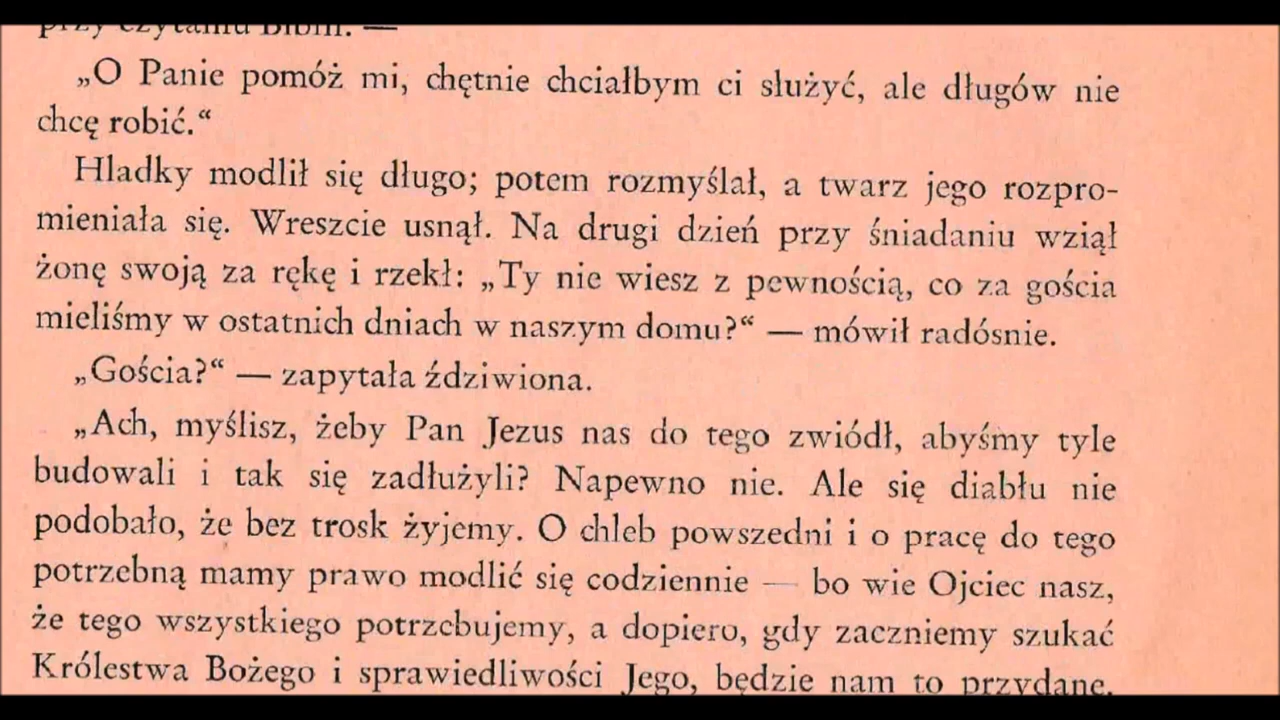 przy czytaniu Biblii. —
„O Panie pomóż mi, chętnie chciałbym ci służyć, ale długów nie
chcę robić.“
Hladky modlił się długo; potem rozmyślał, a twarz jego rozpro-
mieniała się. Wreszcie usnął. Na drugi dzień przy śniadaniu wziął
żonę swoją za rękę i rzekł: „Ty nie wiesz z pewnością, co za gościa
mieliśmy w ostatnich dniach w naszym domu?“ — mówił radósnie.
„Gościa?“ — zapytała ździwiona.
„Ach, myślisz, żeby Pan Jezus nas do tego zwiódł, abyśmy tyle
budowali i tak się zadłużyli? Napewno nie. Ale się diabłu nie
podobało, że bez trosk żyjemy. O chleb powszedni i o pracę do tego
potrzebną mamy prawo modlić się codziennie — bo wie Ojciec nasz,
że tego wszystkiego potrzebujemy, a dopiero, gdy zaczniemy szukać
Królestwa Bożego i sprawiedliwości Jego, będzie nam to przydane.